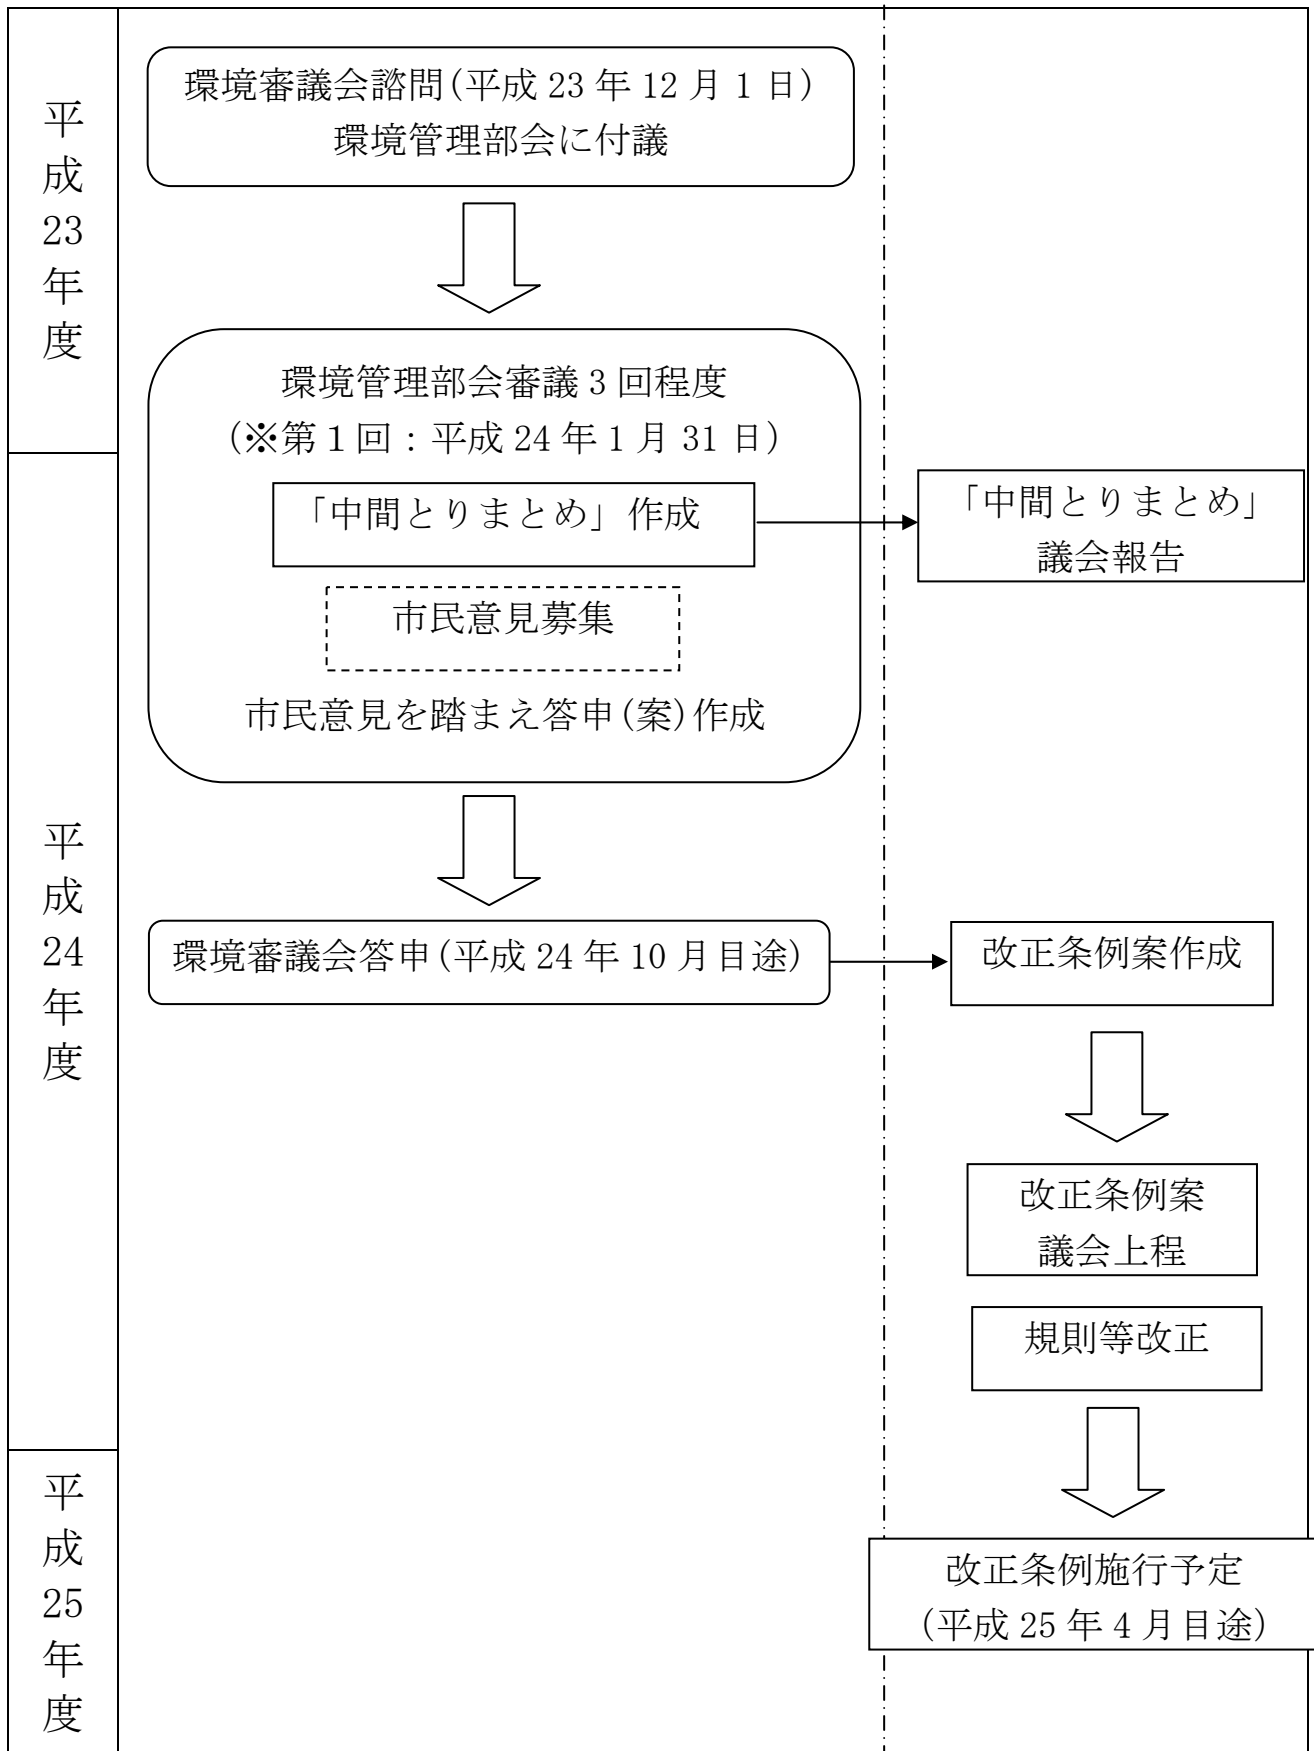 平成23年度
環境審議会諮問(平成 23 年 12 月 1 日)
環境管理部会に付議
環境管理部会審議 3 回程度
(※第１回：平成 24 年 1 月 31 日)
平成24年度
「中間とりまとめ」作成
「中間とりまとめ」
議会報告
市民意見募集
市民意見を踏まえ答申(案)作成
環境審議会答申(平成 24 年 10 月目途)
改正条例案作成
改正条例案
議会上程
規則等改正
平成25年度
改正条例施行予定
(平成 25 年 4 月目途)